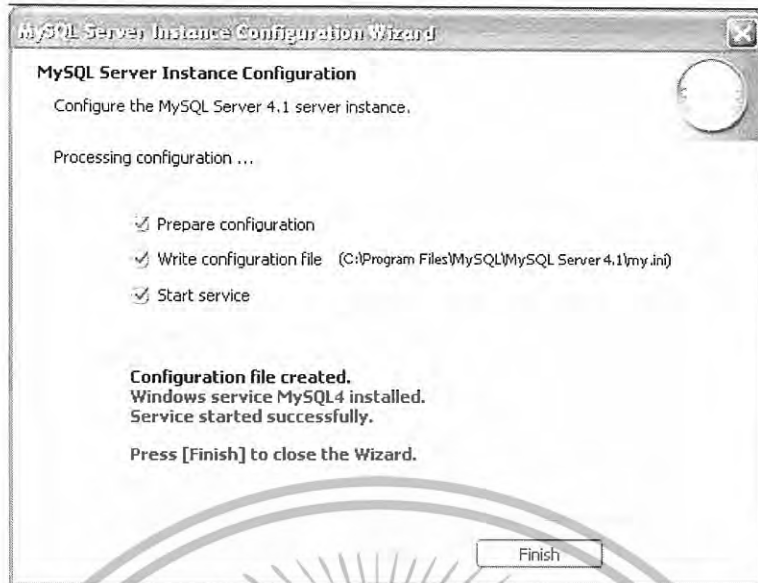 MySQL Server Instance Configuration Wizard
MySQL Server Instance Configuration
Configure the MySQL Server 4.1 server instance.
Processing configuration ...
Prepare configuration
Write configuration file (C:\Program Files\MySQL\MySQL Server 4.1\my.ini)
Start service
Configuration file created.
Windows service MySQL4 installed.
Service started successfully.
Press [Finish] to close the Wizard.
Finish